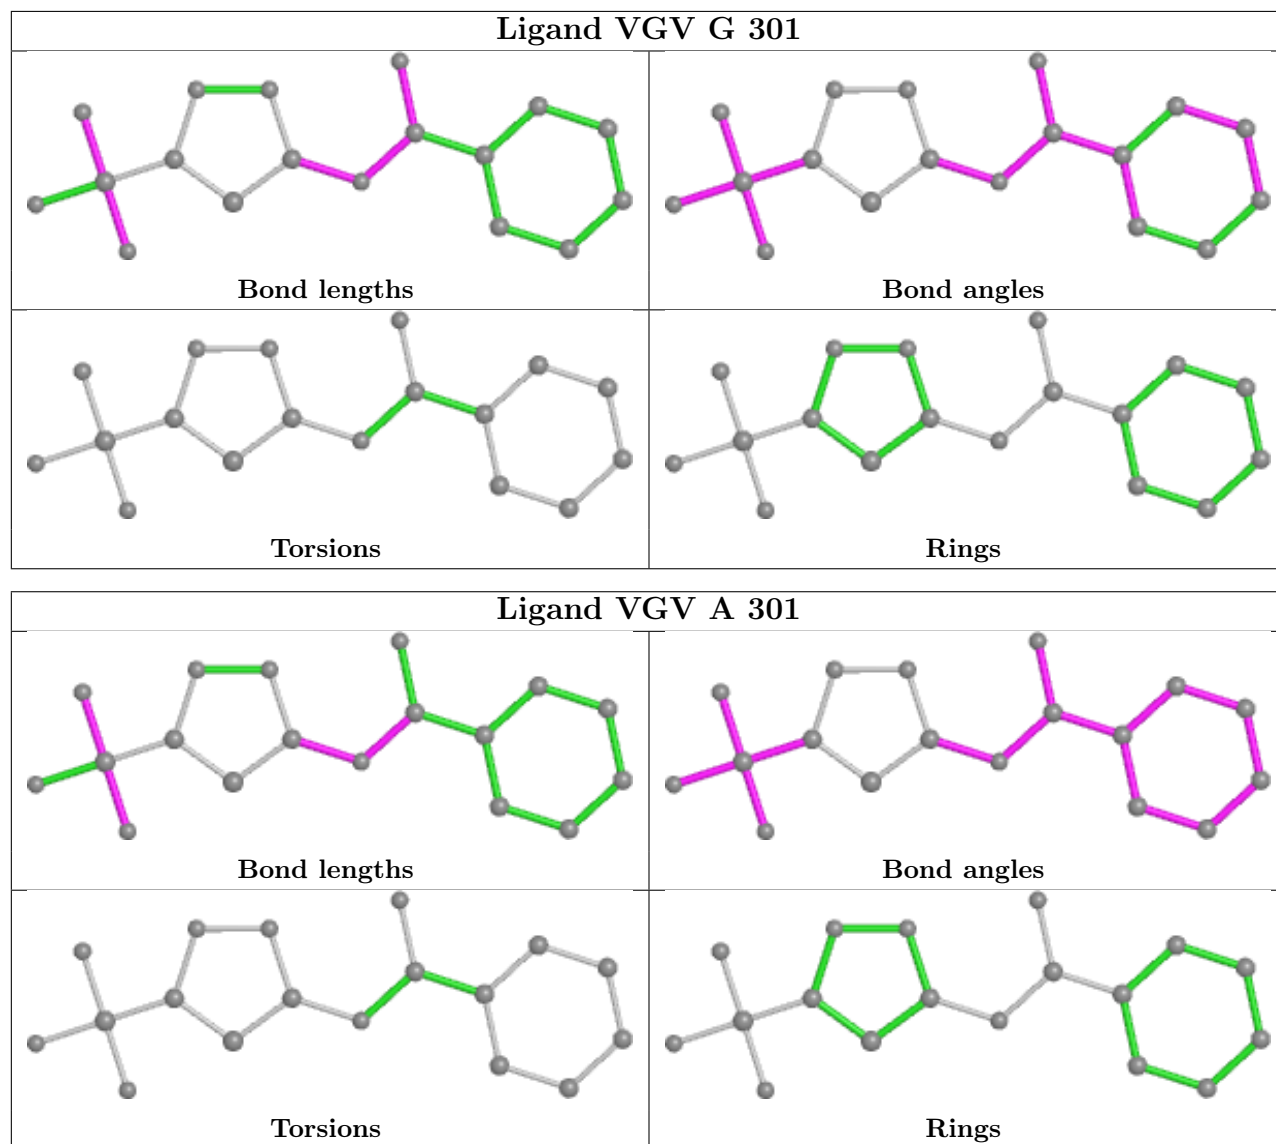 Ligand VGV G 301
Bond lengths
Bond angles
Torsions
Rings
Ligand VGV A 301
Bond lengths
Bond angles
Torsions
Rings